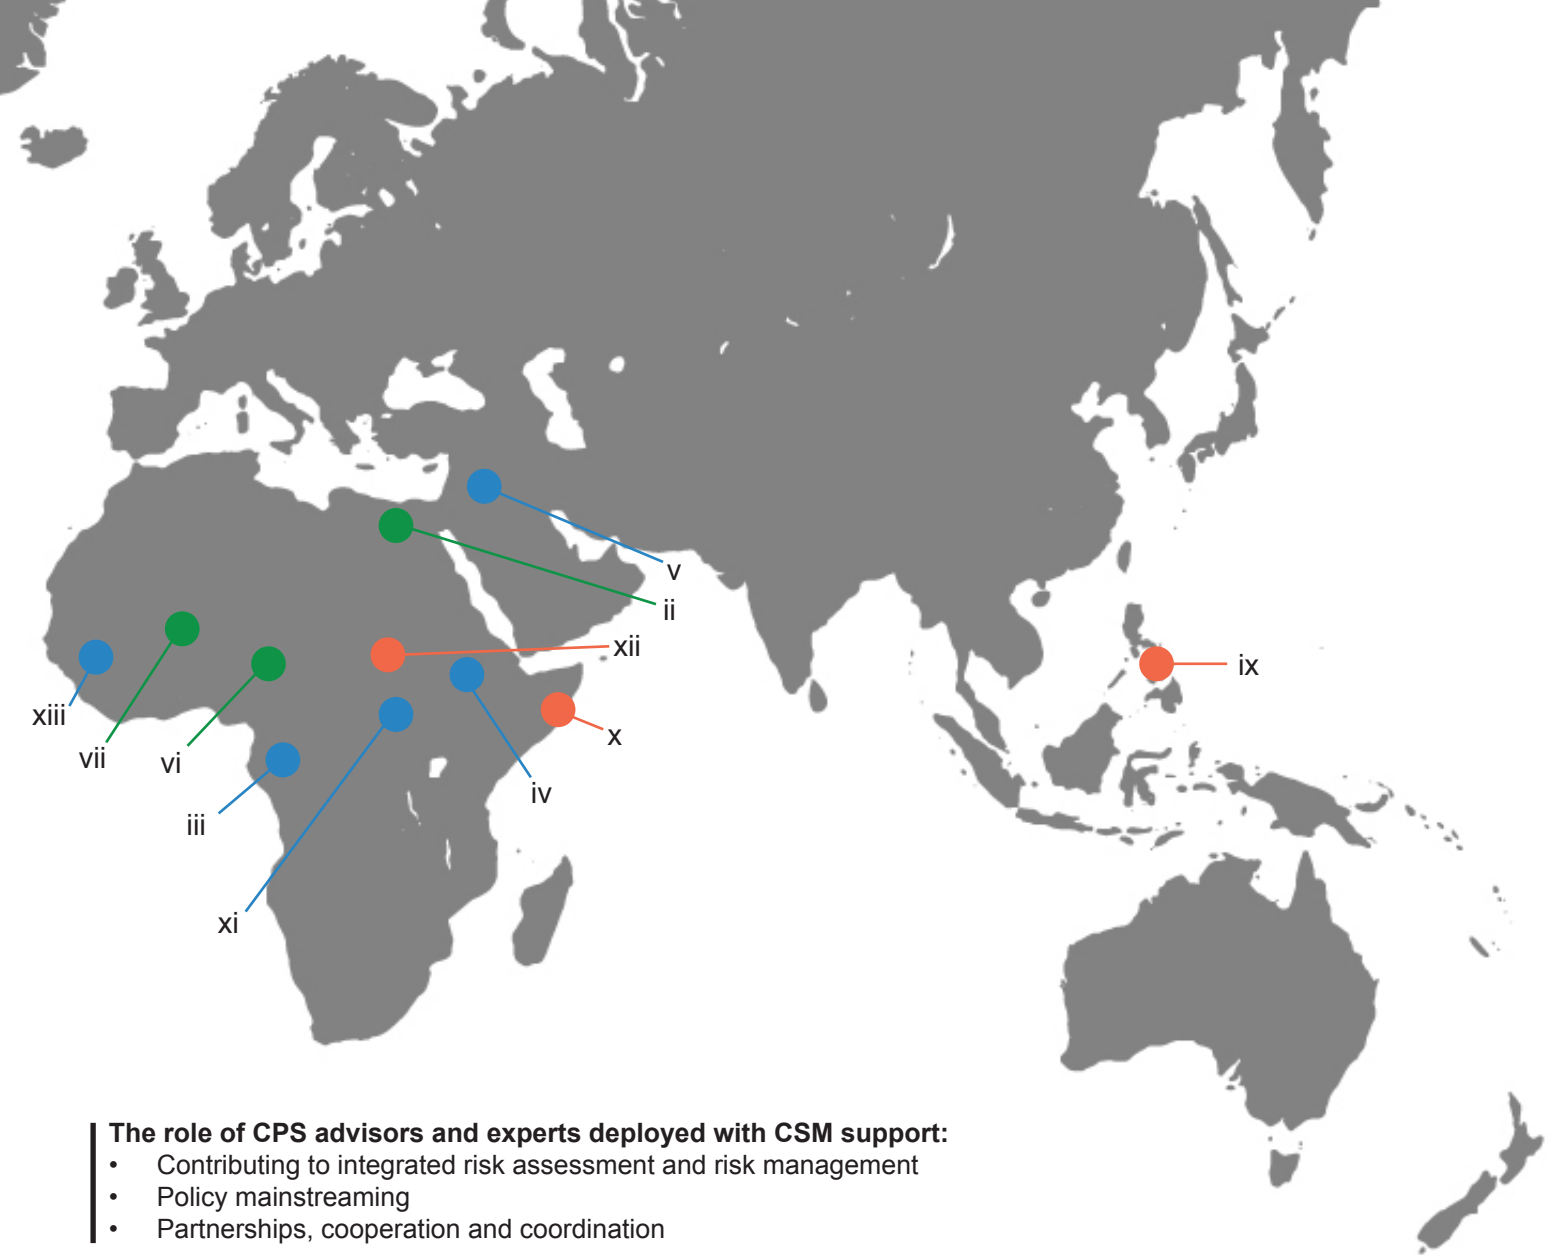 v
ii
xii
ix
xiii
x
vii
vi
iv
iii
xi
The role of CPS advisors and experts deployed with CSM support:
• Contributing to integrated risk assessment and risk management
• Policy mainstreaming
• Partnerships, cooperation and coordination